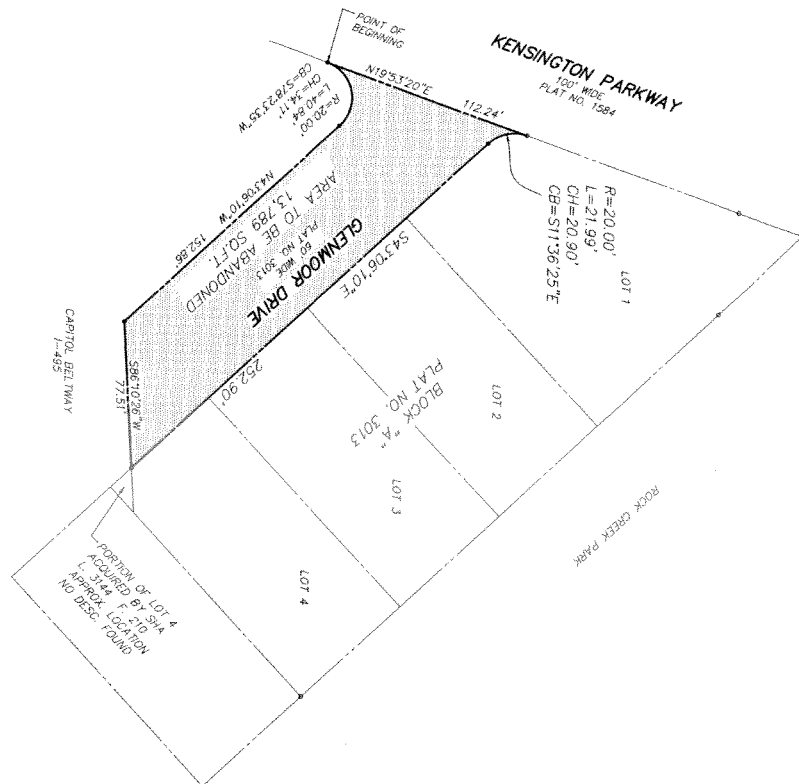 POINT OF
BEGINNING
KENSINGTON PARKWAY
100' WIDE
PLAT NO. 1584
N19°53'20"E
112.24'
R=20.00'
L=40.84'
CH=34.11'
CB=S78°23'35"W
R=20.00'
L=21.99'
CH=20.90'
CB=S11°36'25"E
LOT 1
N43°06'10"W
152.86'
AREA TO BE ABANDONED
13,789 SQ.FT.
GLENMOOR DRIVE
60' WIDE
PLAT NO. 3013
S43°06'10"E
252.90'
LOT 2
BLOCK "A"
PLAT NO. 3013
LOT 3
LOT 4
CAPITOL BELTWAY
I-495
S86°10'26"W
77.51'
ROCK CREEK PARK
PORTION OF LOT 4
ACQUIRED BY SHA
L. 3144 F. 210
APPROX. LOCATION
NO DESC. FOUND